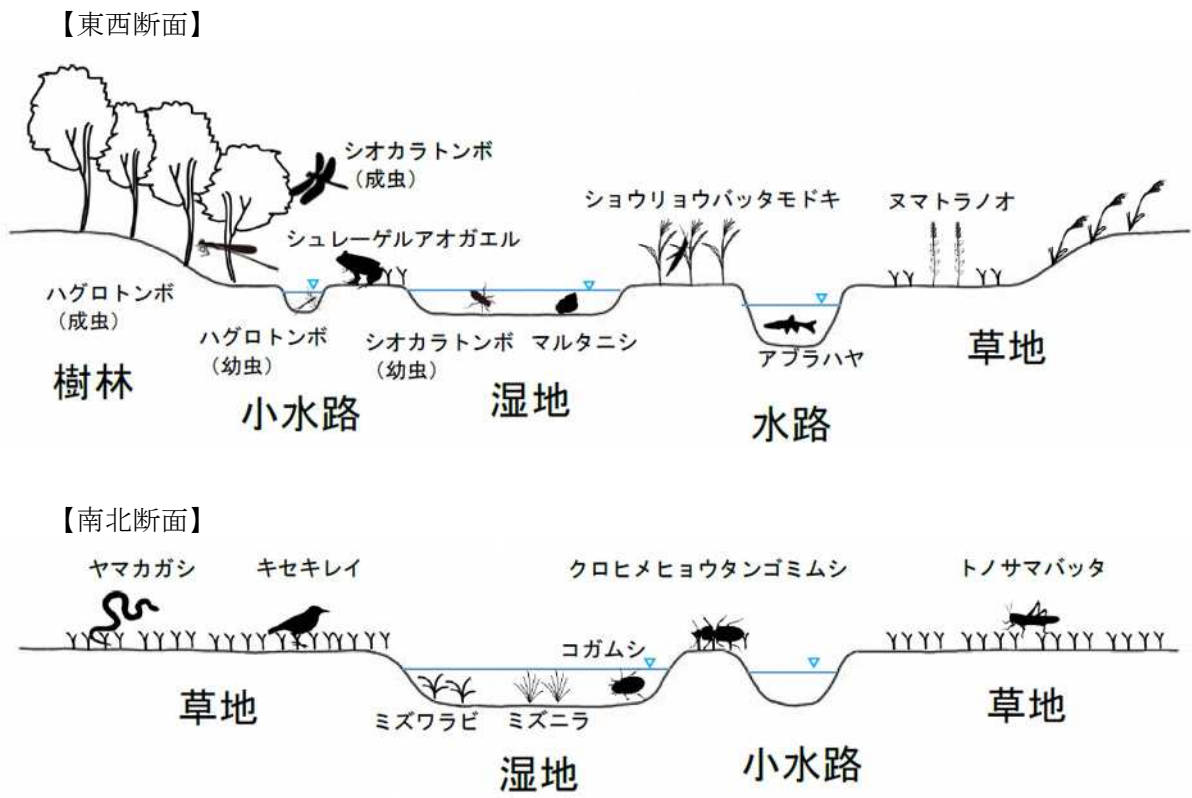 【東西断面】
シオカラトンボ
（成虫）
ショウリョウバッタモドキ
ヌマトラノオ
シュレーゲルアオガエル
ハグロトンボ
（成虫）
ハグロトンボ
（幼虫）
シオカラトンボ
（幼虫）
マルタニシ
アブラハヤ
樹林
小水路
湿地
水路
草地
【南北断面】
ヤマカガシ
キセキレイ
クロヒメヒョウタンゴミムシ
トノサマバッタ
コガムシ
ミズワラビ
ミズニラ
草地
湿地
小水路
草地